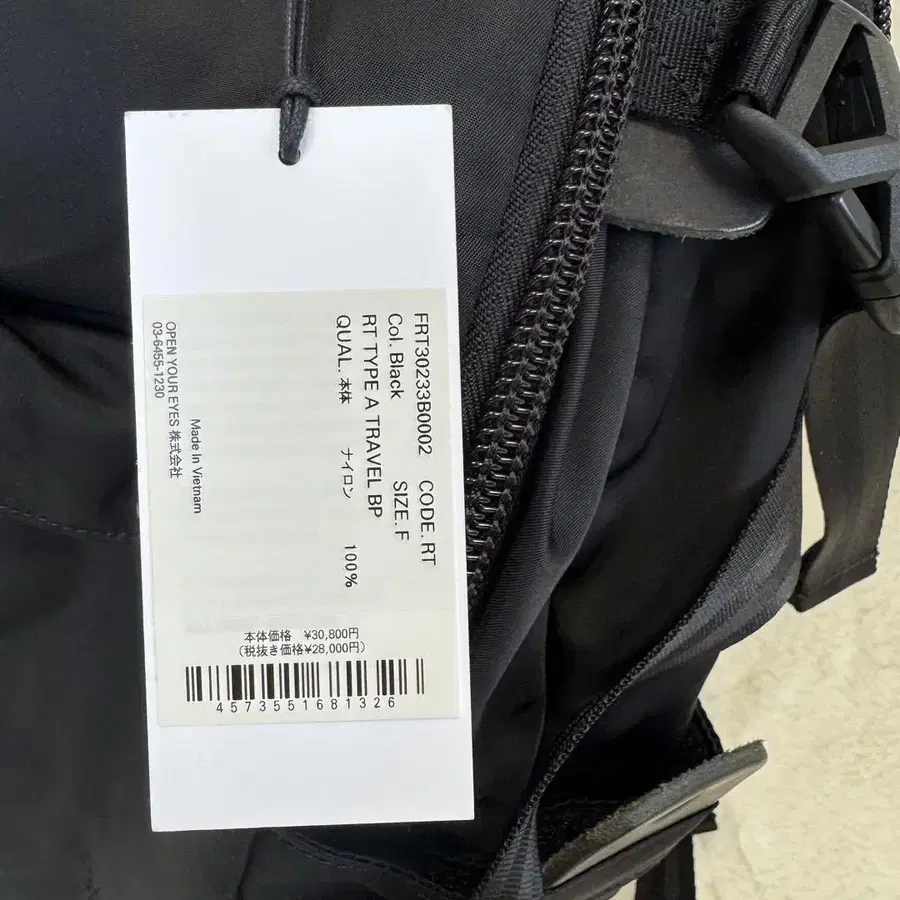 FRT30233B0002 CODE. RT
Col. Black SIZE. F
RT TYPE A TRAVEL BP
QUAL. 本体 ナイロン 100%
Made In Vietnam
OPEN YOUR EYES 株式会社
03-6455-1230
本体価格 ¥30,800円
(税抜き価格¥28,000円)
4573551681326